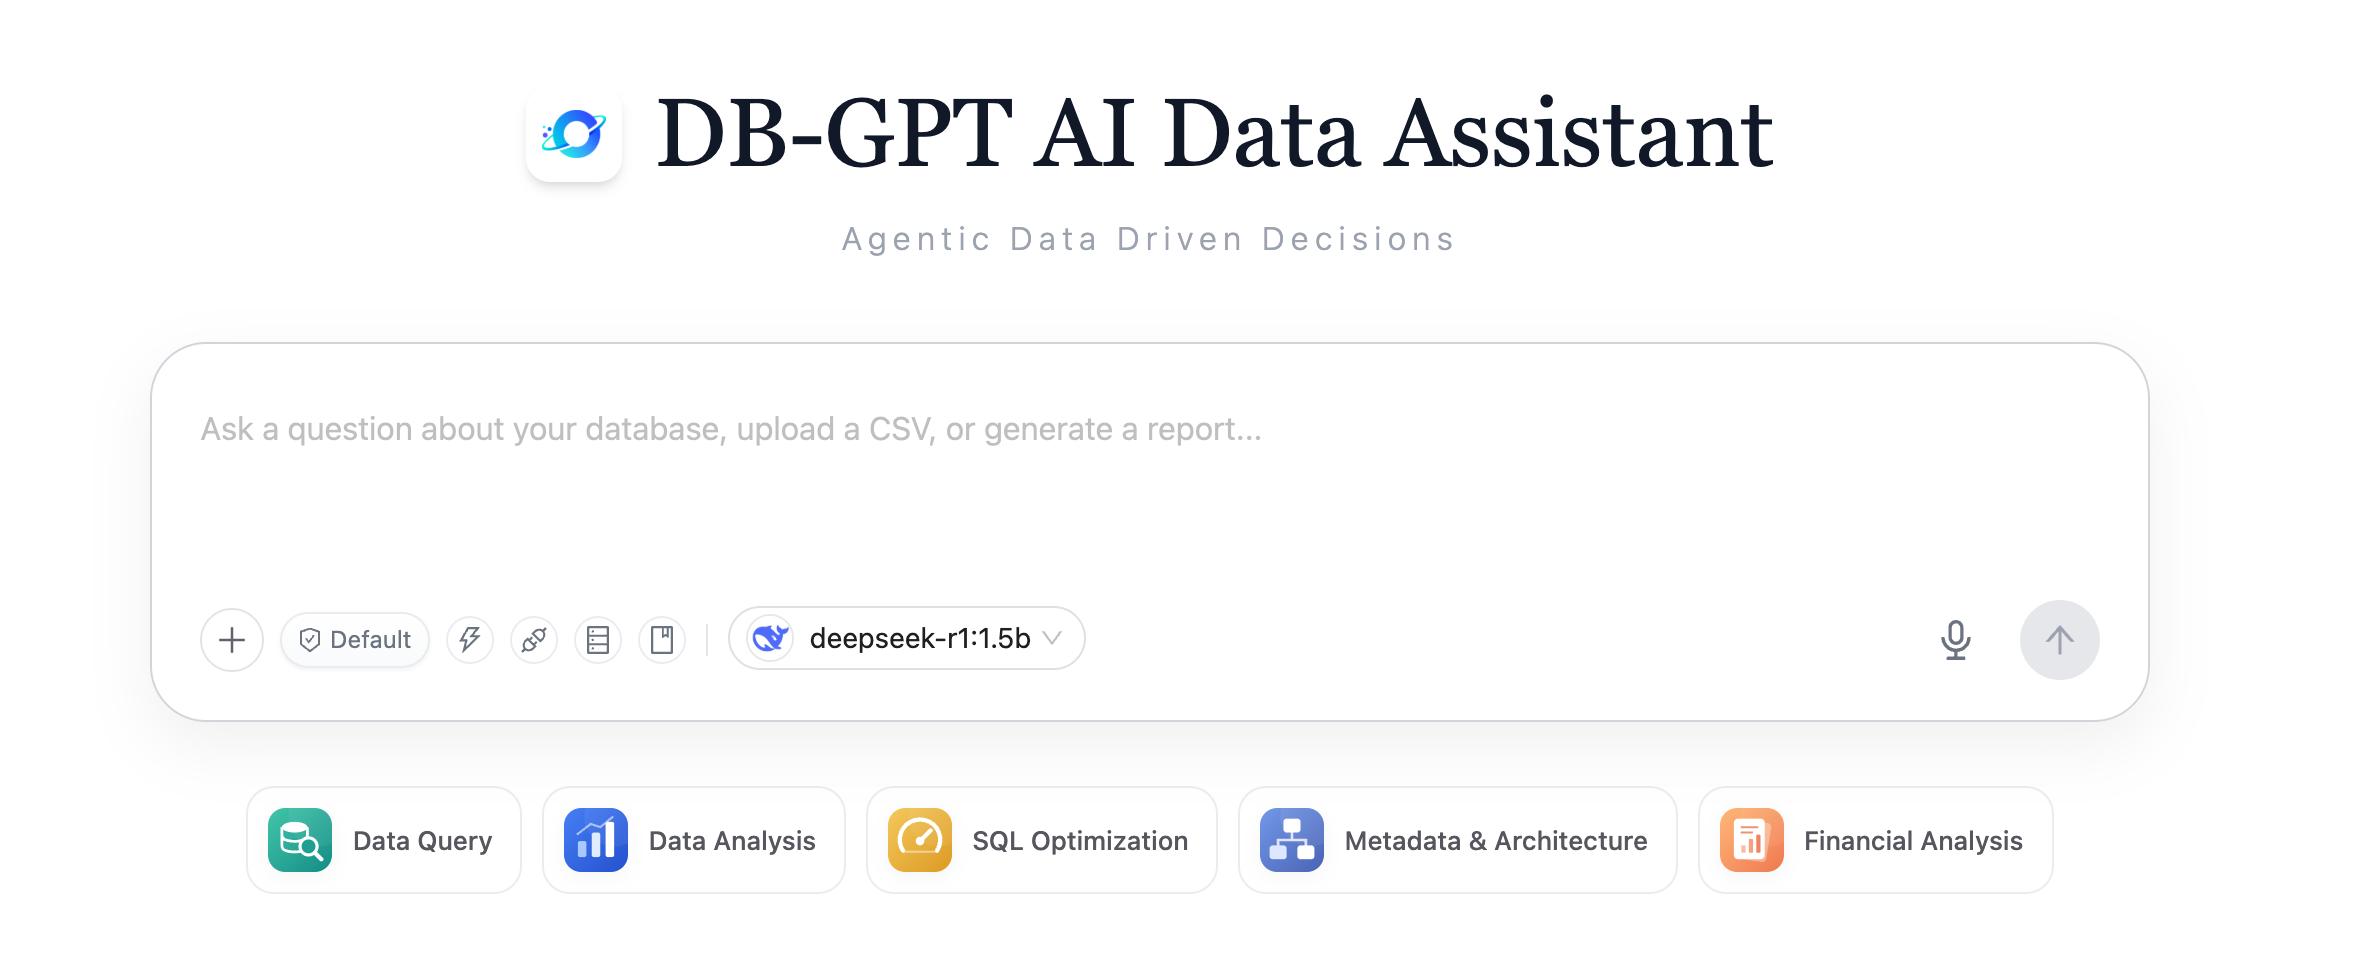 DB-GPT AI Data Assistant
Agentic Data Driven Decisions
Ask a question about your database, upload a CSV, or generate a report...
Default
deepseek-r1:1.5b
Data Query
Data Analysis
SQL Optimization
Metadata & Architecture
Financial Analysis